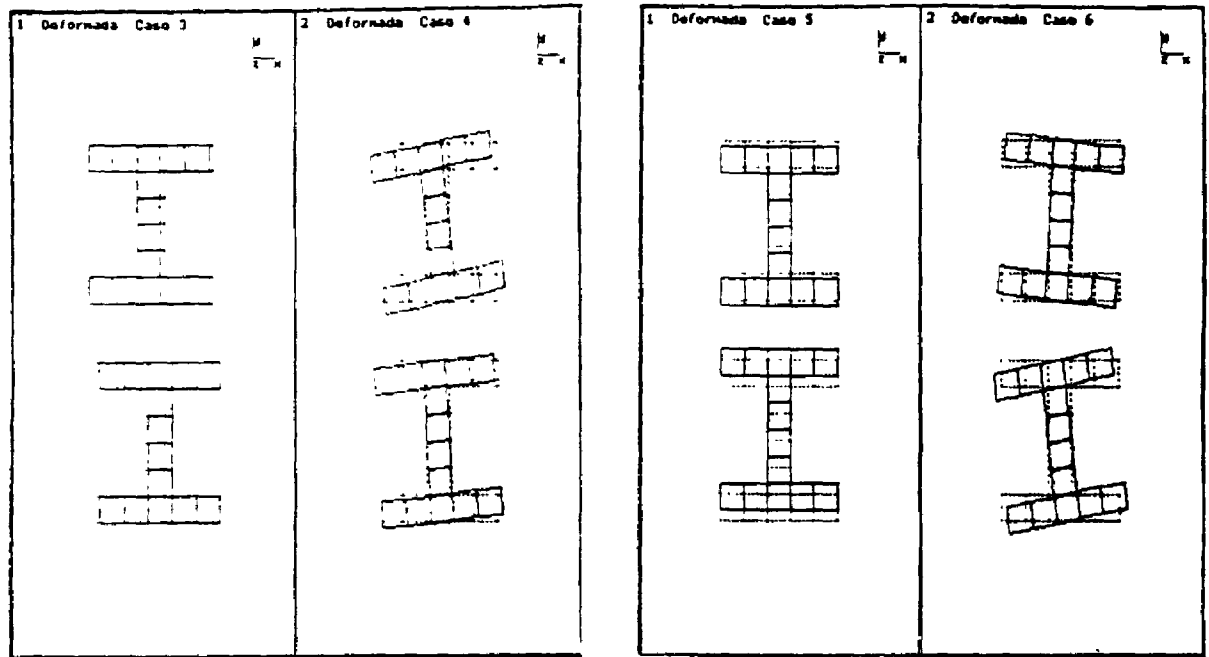 1 Deformada Caso 3
2 Deformada Caso 4
1 Deformada Caso 5
2 Deformada Caso 6
z x
z x
z x
z x